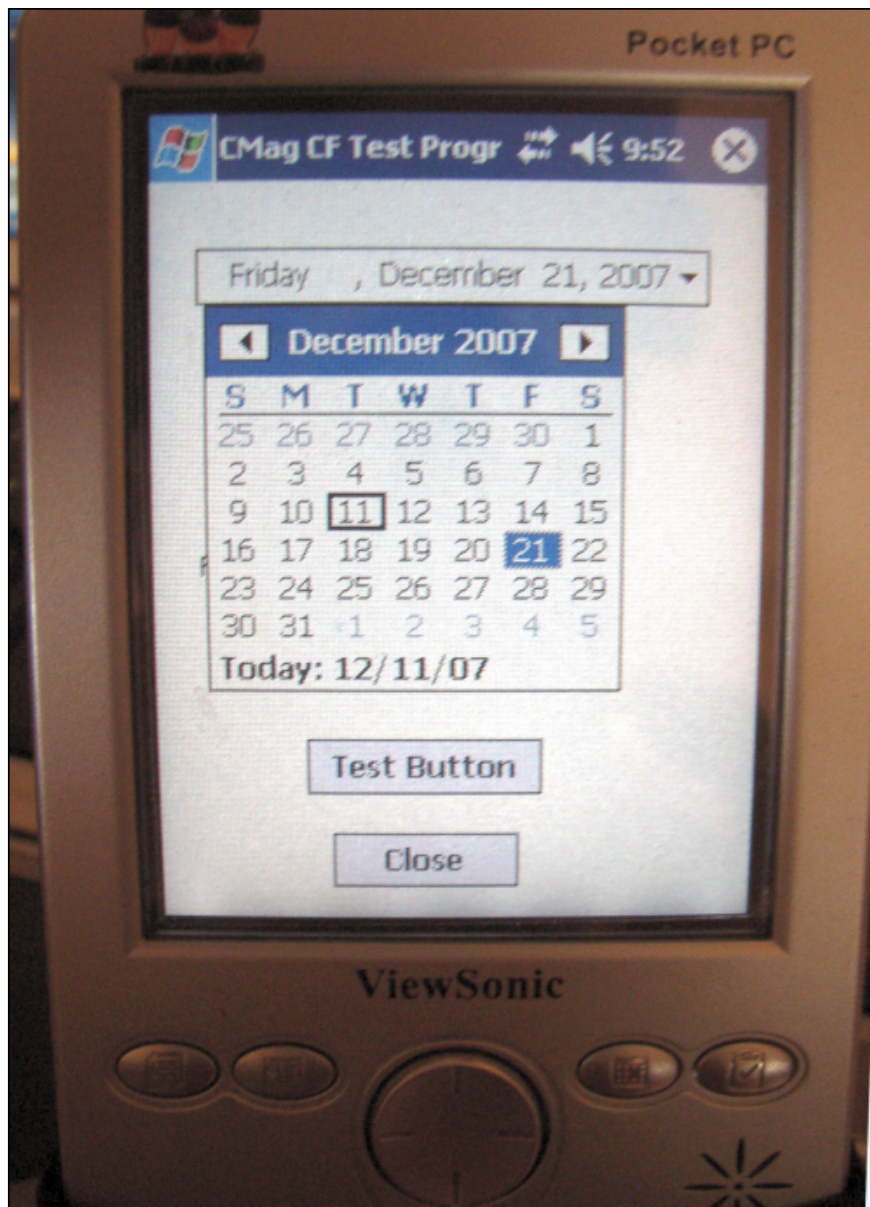 Pocket PC
CMag CF Test Progr 9:52
Friday , December 21, 2007
December 2007
S M T W T F S
25 26 27 28 29 30 1
2 3 4 5 6 7 8
9 10 11 12 13 14 15
16 17 18 19 20 21 22
23 24 25 26 27 28 29
30 31 1 2 3 4 5
Today: 12/11/07
Test Button
Close
ViewSonic